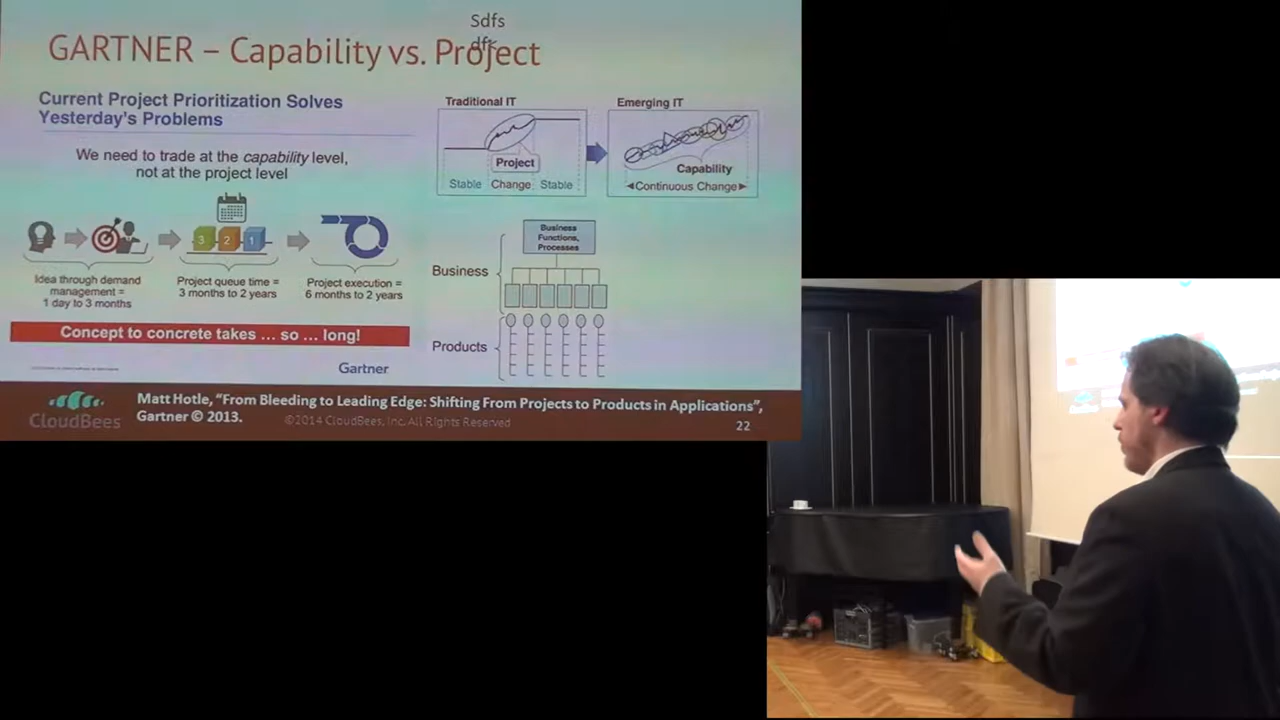 Sdfs
dfs
GARTNER – Capability vs. Project
Current Project Prioritization Solves
Yesterday's Problems
We need to trade at the capability level,
not at the project level
3 2 1
Idea through demand
management =
1 day to 3 months
Project queue time =
3 months to 2 years
Project execution =
6 months to 2 years
Concept to concrete takes ... so ... long!
Gartner
Traditional IT
Project
Stable Change Stable
Emerging IT
Capability
Continuous Change
Business
Functions,
Processes
Business
Products
CloudBees
Matt Hotle, "From Bleeding to Leading Edge: Shifting From Projects to Products in Applications",
Gartner © 2013.
©2014 CloudBees, Inc. All Rights Reserved
22